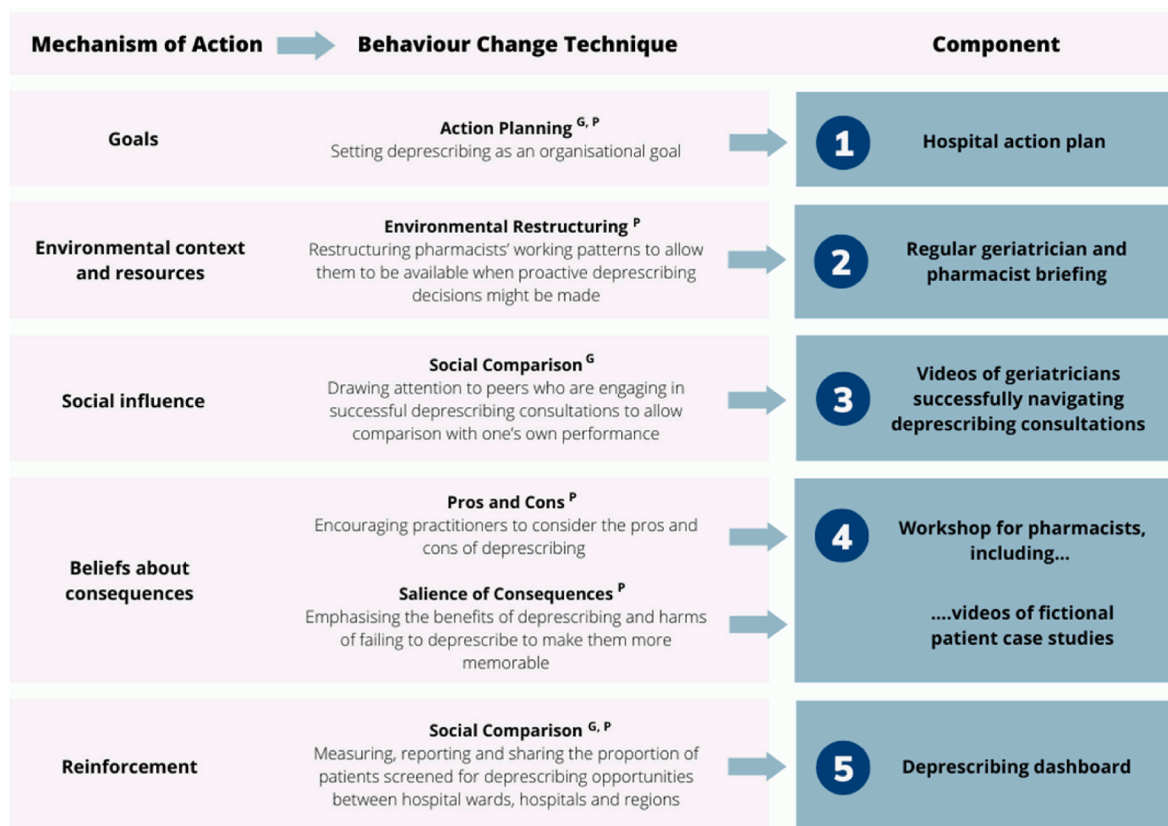 Mechanism of Action
Behaviour Change Technique
Component
Goals
Action Planning G, P
Setting deprescribing as an organisational goal
1
Hospital action plan
Environmental context
and resources
Environmental Restructuring P
Restructuring pharmacists' working patterns to allow
them to be available when proactive deprescribing
decisions might be made
2
Regular geriatrician and
pharmacist briefing
Social influence
Social Comparison G
Drawing attention to peers who are engaging in
successful deprescribing consultations to allow
comparison with one's own performance
3
Videos of geriatricians
successfully navigating
deprescribing consultations
Beliefs about
consequences
Pros and Cons P
Encouraging practitioners to consider the pros and
cons of deprescribing
Salience of Consequences P
Emphasising the benefits of deprescribing and harms
of failing to deprescribe to make them more
memorable
4
Workshop for pharmacists,
including...
....videos of fictional
patient case studies
Reinforcement
Social Comparison G, P
Measuring, reporting and sharing the proportion of
patients screened for deprescribing opportunities
between hospital wards, hospitals and regions
5
Deprescribing dashboard